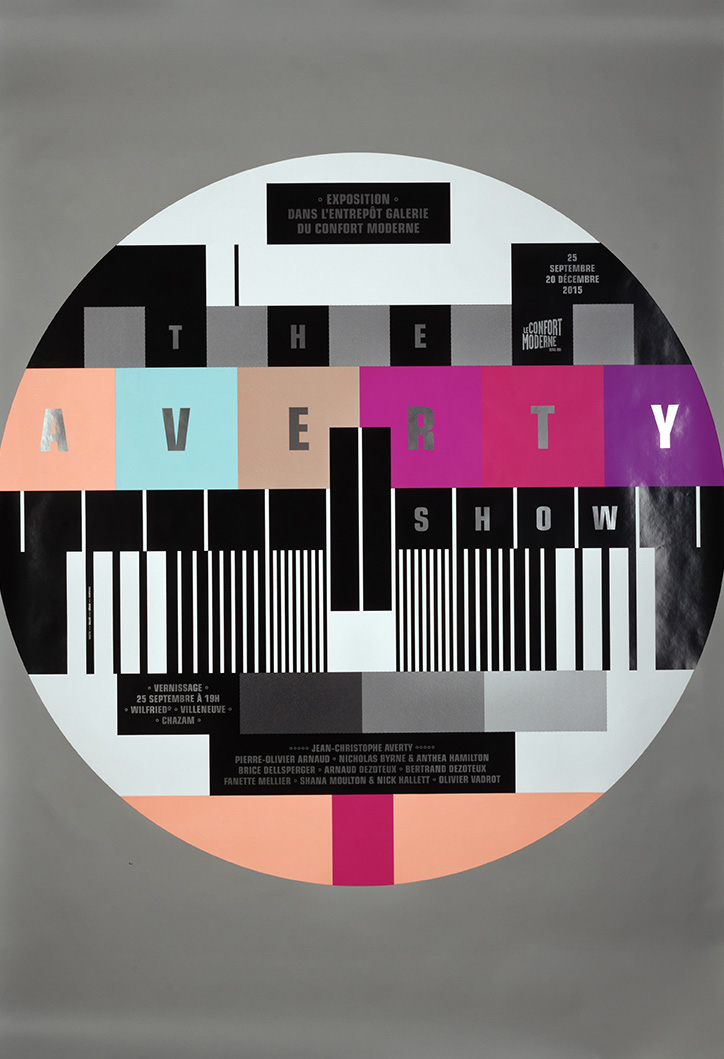 ◦ EXPOSITION ◦
DANS L'ENTREPÔT GALERIE
DU CONFORT MODERNE
25
SEPTEMBRE
20 DÉCEMBRE
2015
THE
LE CONFORT
MODERNE
AVERTY
SHOW
◦ VERNISSAGE ◦
25 SEPTEMBRE À 19H
◦ WILFRIED° ◦ VILLENEUVE ◦
◦ CHAZAM ◦
◦◦◦◦◦ JEAN-CHRISTOPHE AVERTY ◦◦◦◦◦
PIERRE-OLIVIER ARNAUD ◦ NICHOLAS BYRNE & ANTHEA HAMILTON
BRICE DELLSPERGER ◦ ARNAUD DEZOTEUX ◦ BERTRAND DEZOTEUX
FANETTE MELLIER ◦ SHANA MOULTON & NICK HALLETT ◦ OLIVIER VADROT